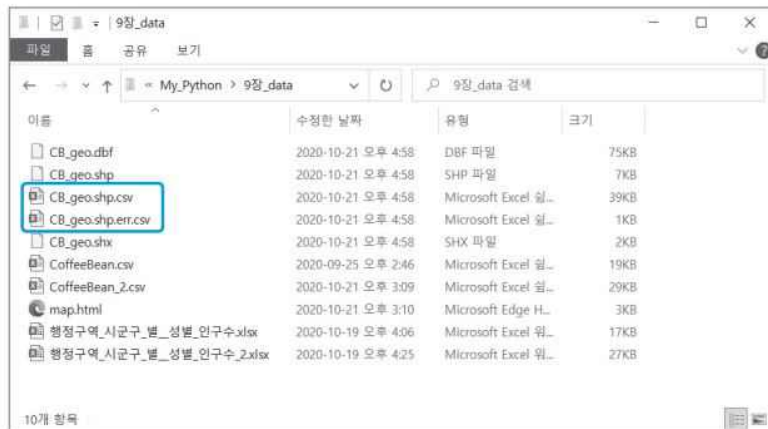 9장_data
파일 홈 공유 보기
« My_Python > 9장_data 9장_data 검색
이름 수정한 날짜 유형 크기
CB_geo.dbf 2020-10-21 오후 4:58 DBF 파일 75KB
CB_geo.shp 2020-10-21 오후 4:58 SHP 파일 7KB
CB_geo.shp.csv 2020-10-21 오후 4:58 Microsoft Excel 쉼... 39KB
CB_geo.shp.err.csv 2020-10-21 오후 4:58 Microsoft Excel 쉼... 1KB
CB_geo.shx 2020-10-21 오후 4:58 SHX 파일 2KB
CoffeeBean.csv 2020-09-25 오후 2:46 Microsoft Excel 쉼... 19KB
CoffeeBean_2.csv 2020-10-21 오후 3:09 Microsoft Excel 쉼... 29KB
map.html 2020-10-21 오후 3:10 Microsoft Edge H... 3KB
행정구역_시군구_별__성별_인구수.xlsx 2020-10-19 오후 4:06 Microsoft Excel 워... 17KB
행정구역_시군구_별__성별_인구수_2.xlsx 2020-10-19 오후 4:25 Microsoft Excel 워... 27KB
10개 항목